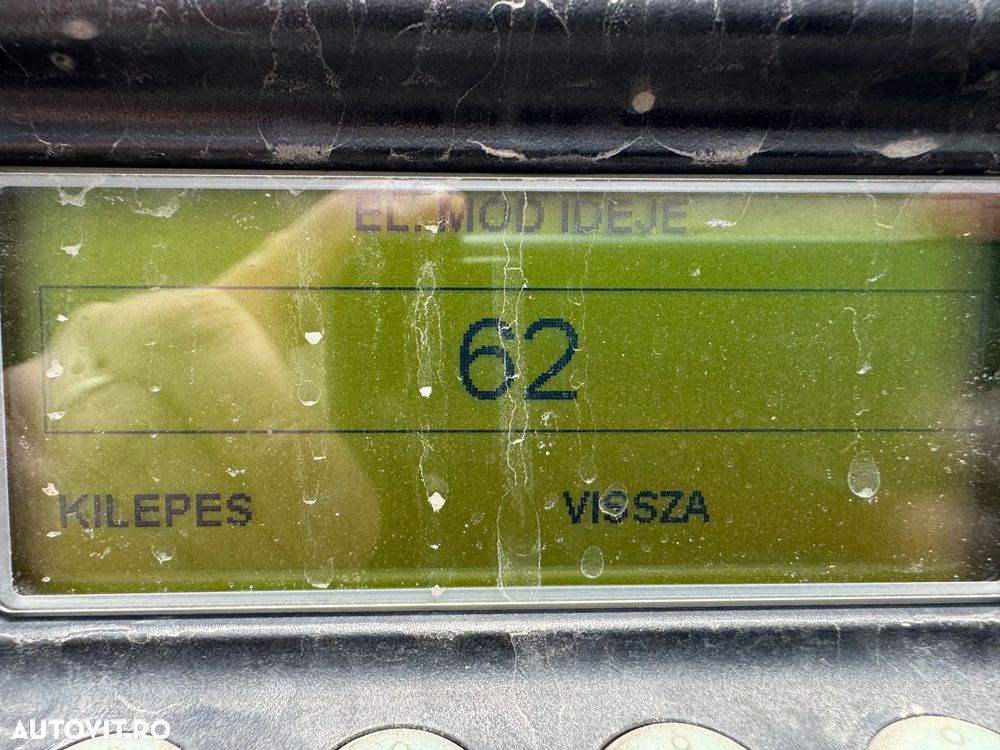 EL. MOD IDEJE
62
KILEPES VISSZA
AUTOVIT.RO